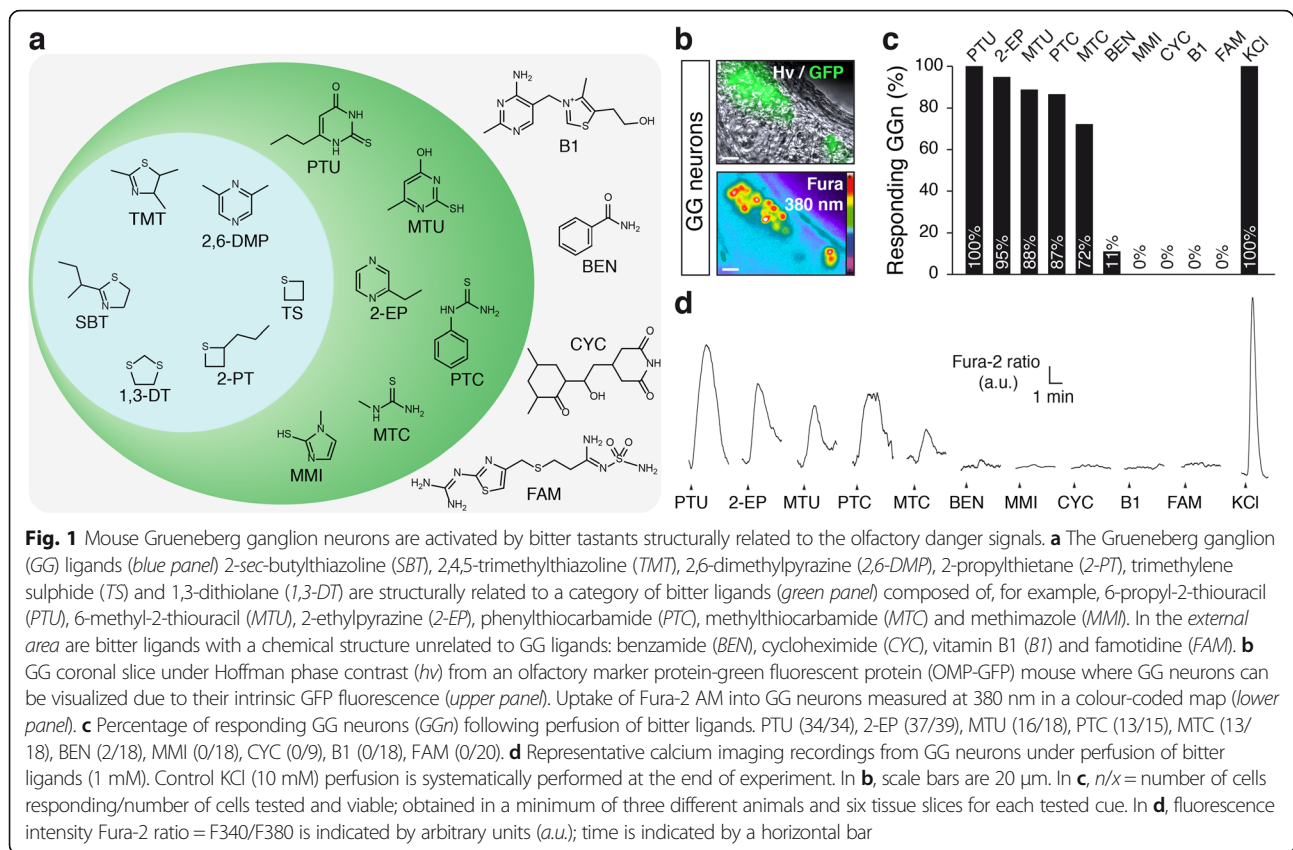 a
NH₂
N
N
N⁺
S
OH
B1
O
NH
N
H
S
PTU
OH
N
N
SH
MTU
S
N
TMT
N
N
2,6-DMP
O
NH₂
BEN
S
N
SBT
S
TS
N
N
2-EP
S
HN
NH₂
PTC
S
2-PT
S
S
1,3-DT
O
NH
O
OH
O
CYC
S
N
H
NH₂
MTC
HS
N
N
MMI
NH₂
O
O
S
N
NH₂
S
N
S
N
H₂N
NH₂
FAM
b
GG neurons
Hv / GFP
Fura
380 nm
c
Responding GGn (%)
100
80
60
40
20
0
PTU
2-EP
MTU
PTC
MTC
BEN
MMI
CYC
B1
FAM
KCl
100%
95%
88%
87%
72%
11%
0%
0%
0%
0%
100%
d
Fura-2 ratio
(a.u.)
1 min
PTU
2-EP
MTU
PTC
MTC
BEN
MMI
CYC
B1
FAM
KCl
Fig. 1 Mouse Grueneberg ganglion neurons are activated by bitter tastants structurally related to the olfactory danger signals. a The Grueneberg ganglion
(GG) ligands (blue panel) 2-sec-butylthiazoline (SBT), 2,4,5-trimethylthiazoline (TMT), 2,6-dimethylpyrazine (2,6-DMP), 2-propylthietane (2-PT), trimethylene
sulphide (TS) and 1,3-dithiolane (1,3-DT) are structurally related to a category of bitter ligands (green panel) composed of, for example, 6-propyl-2-thiouracil
(PTU), 6-methyl-2-thiouracil (MTU), 2-ethylpyrazine (2-EP), phenylthiocarbamide (PTC), methylthiocarbamide (MTC) and methimazole (MMI). In the external
area are bitter ligands with a chemical structure unrelated to GG ligands: benzamide (BEN), cycloheximide (CYC), vitamin B1 (B1) and famotidine (FAM). b
GG coronal slice under Hoffman phase contrast (hv) from an olfactory marker protein-green fluorescent protein (OMP-GFP) mouse where GG neurons can
be visualized due to their intrinsic GFP fluorescence (upper panel). Uptake of Fura-2 AM into GG neurons measured at 380 nm in a colour-coded map (lower
panel). c Percentage of responding GG neurons (GGn) following perfusion of bitter ligands. PTU (34/34), 2-EP (37/39), MTU (16/18), PTC (13/15), MTC (13/
18), BEN (2/18), MMI (0/18), CYC (0/9), B1 (0/18), FAM (0/20). d Representative calcium imaging recordings from GG neurons under perfusion of bitter
ligands (1 mM). Control KCl (10 mM) perfusion is systematically performed at the end of experiment. In b, scale bars are 20 μm. In c, n/x = number of cells
responding/number of cells tested and viable; obtained in a minimum of three different animals and six tissue slices for each tested cue. In d, fluorescence
intensity Fura-2 ratio = F340/F380 is indicated by arbitrary units (a.u.); time is indicated by a horizontal bar